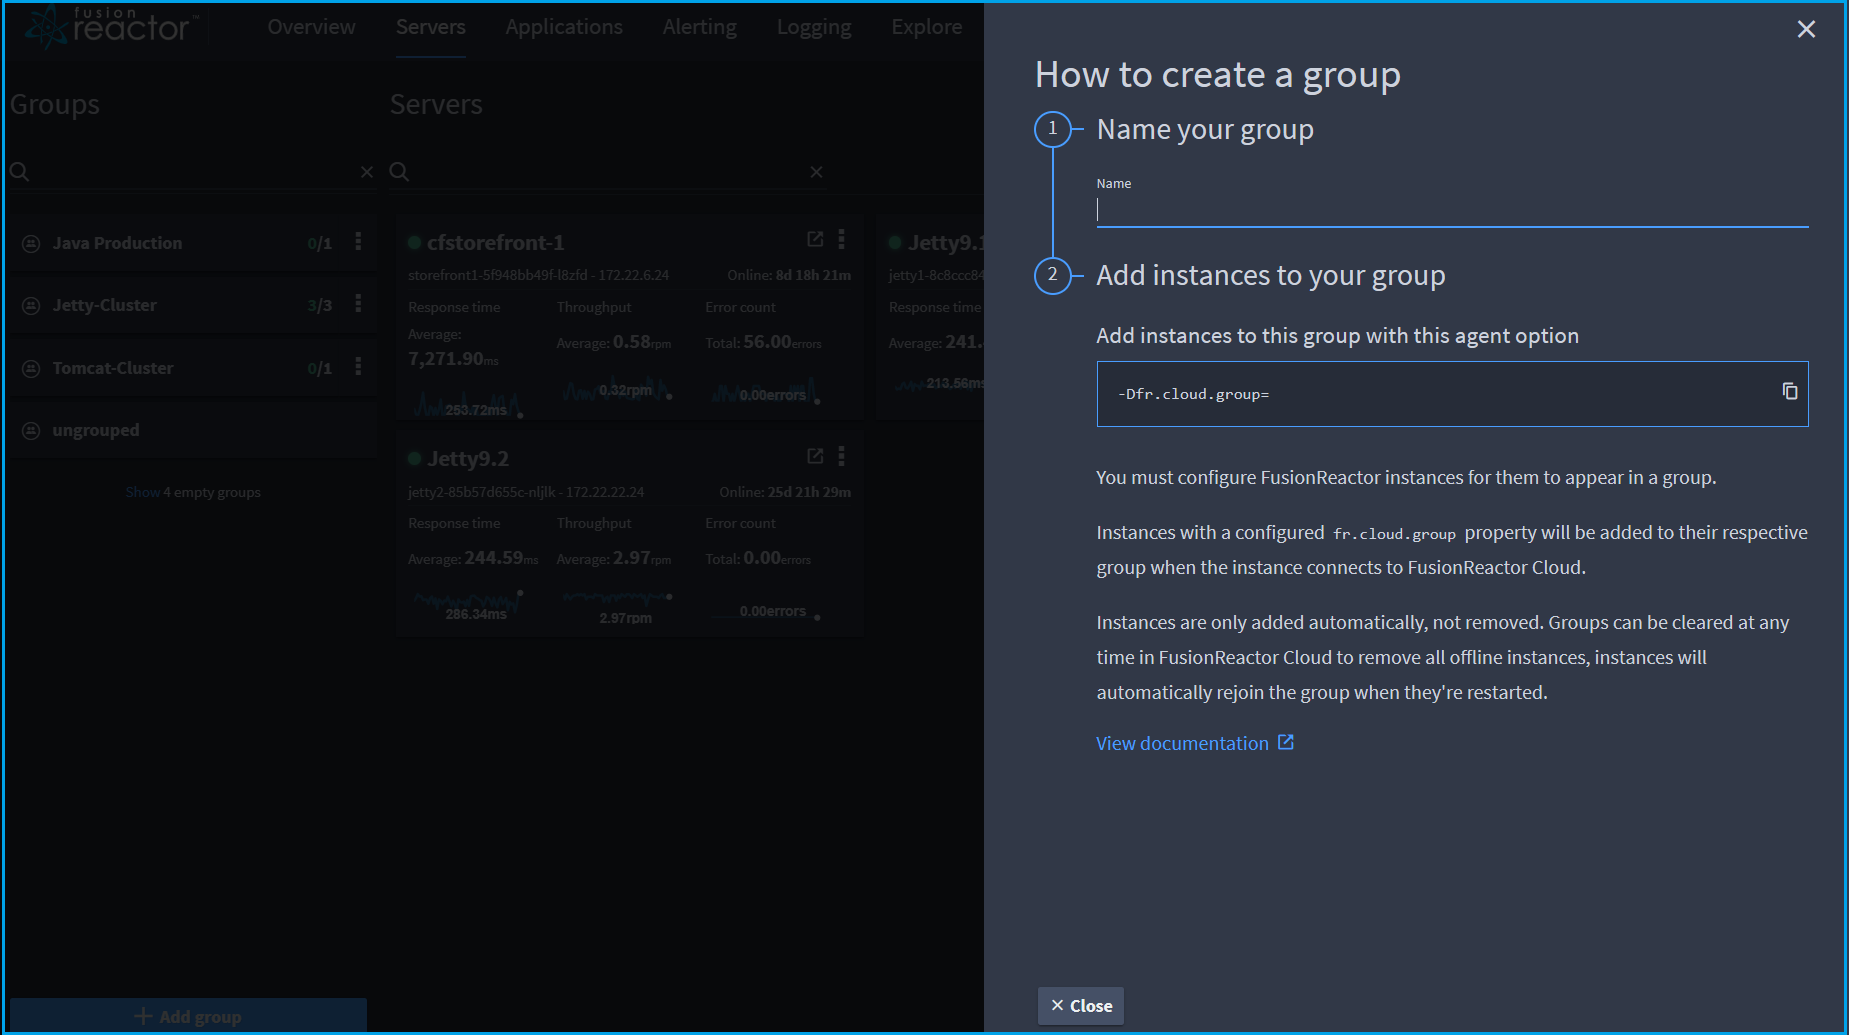 fusion
reactor™
Overview
Servers
Applications
Alerting
Logging
Explore
Groups
Java Production 0/1
Jetty-Cluster 3/3
Tomcat-Cluster 0/1
ungrouped
Show 4 empty groups
+ Add group
Servers
cfstorefront-1
storefront1-5f948bb49f-l8zfd - 172.22.6.24 Online: 8d 18h 21m
Response time Throughput Error count
Average: 7,271.90ms
Average: 0.58rpm
Total: 56.00errors
253.72ms
0.32rpm
0.00errors
Jetty9.1
jetty1-8c8ccc84
Response time
Average: 241.
213.56ms
Jetty9.2
jetty2-85b57d655c-nljlk - 172.22.22.24 Online: 25d 21h 29m
Response time Throughput Error count
Average: 244.59ms Average: 2.97rpm Total: 0.00errors
286.34ms
2.97rpm
0.00errors
How to create a group
1 Name your group
Name
2 Add instances to your group
Add instances to this group with this agent option
-Dfr.cloud.group=
You must configure FusionReactor instances for them to appear in a group.
Instances with a configured fr.cloud.group property will be added to their respective
group when the instance connects to FusionReactor Cloud.
Instances are only added automatically, not removed. Groups can be cleared at any
time in FusionReactor Cloud to remove all offline instances, instances will
automatically rejoin the group when they're restarted.
View documentation
× Close